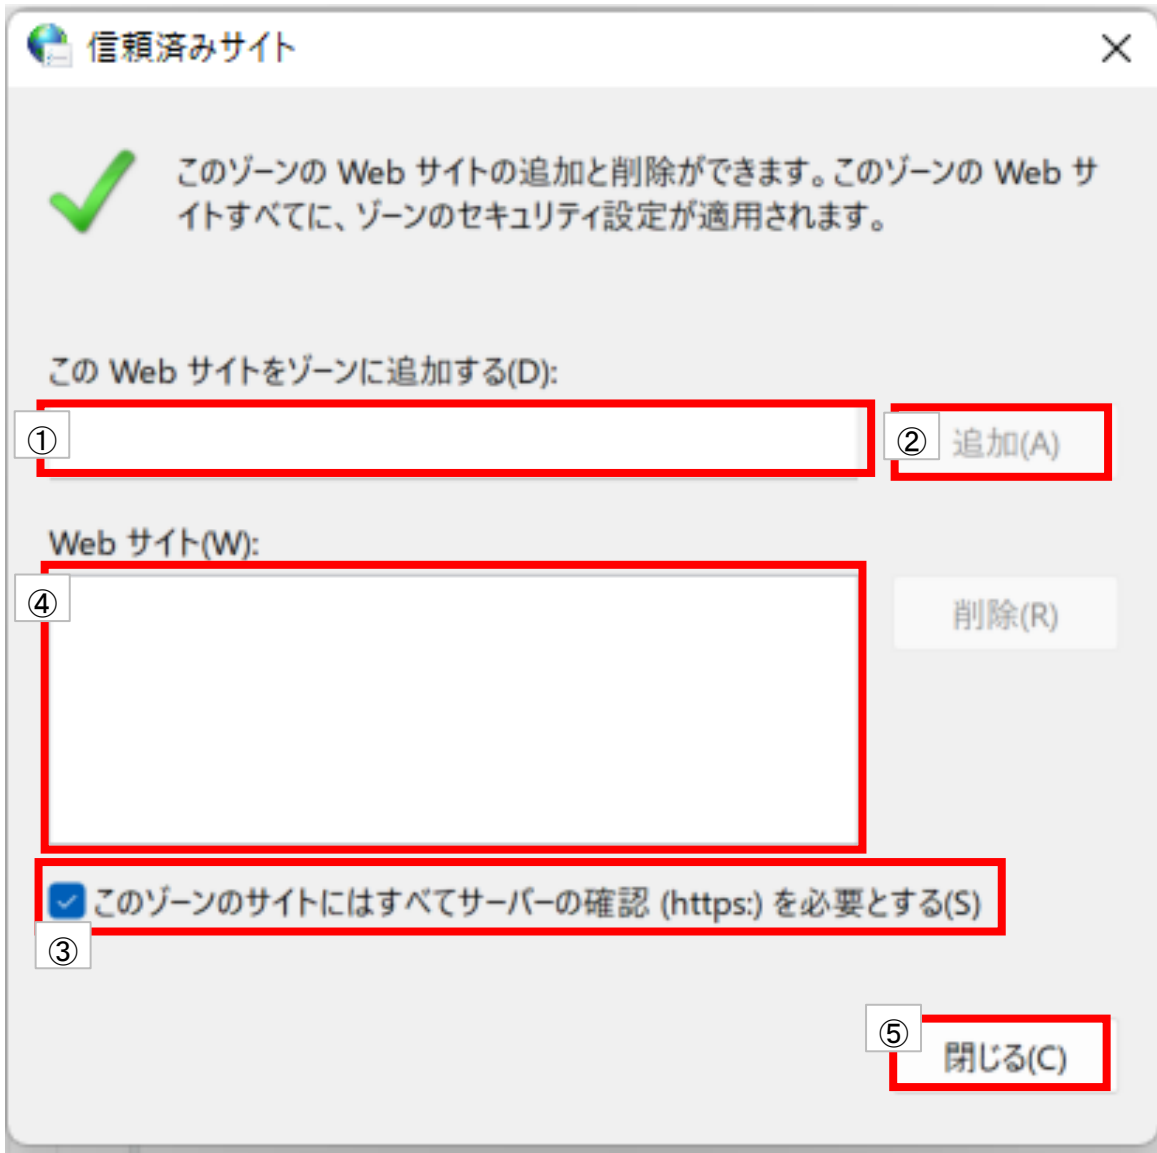 信頼済みサイト
このゾーンの Web サイトの追加と削除ができます。このゾーンの Web サ
イトすべてに、ゾーンのセキュリティ設定が適用されます。
この Web サイトをゾーンに追加する(D):
①
② 追加(A)
Web サイト(W):
④
削除(R)
このゾーンのサイトにはすべてサーバーの確認 (https:) を必要とする(S)
③
⑤
閉じる(C)